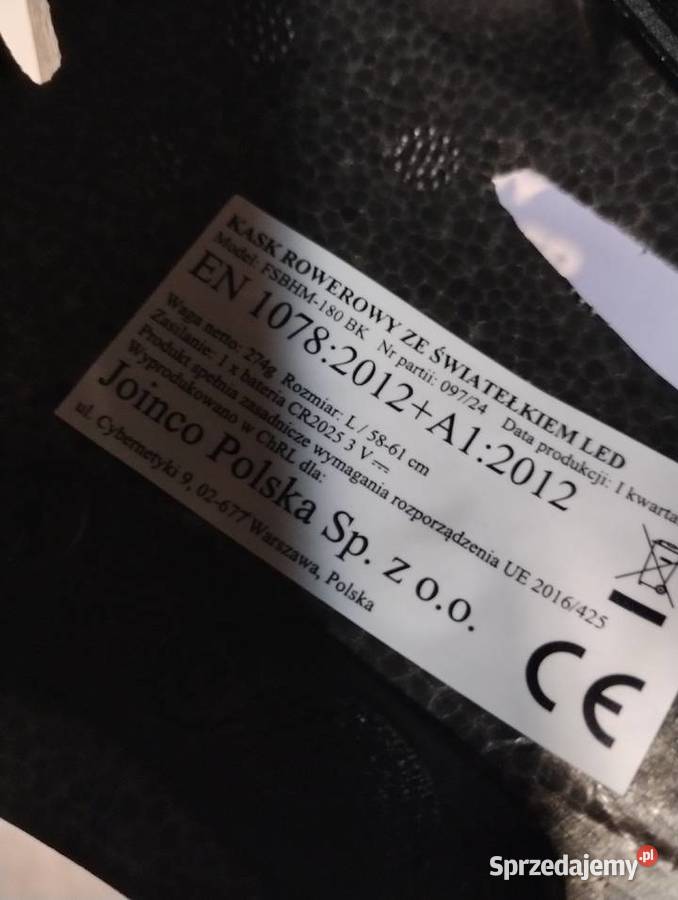 KASK ROWEROWY ZE ŚWIATEŁKIEM LED
Model: FSBHM-180 BK Nr partii: 097/24 Data produkcji: I
EN 1078:2012+A1:2012
Waga netto: 274g Rozmiar: L / 58-61 cm
Zasilanie: 1 x bateria CR2025 3 V
Produkt spełnia zasadnicze wymagania rozporządzenia UE 2016/425
Wyprodukowano w ChRL dla:
Joinco Polska Sp. z o.o.
ul. Cybernetyki 9, 02-677 Warszawa, Polska
CE
Sprzedajemy.pl